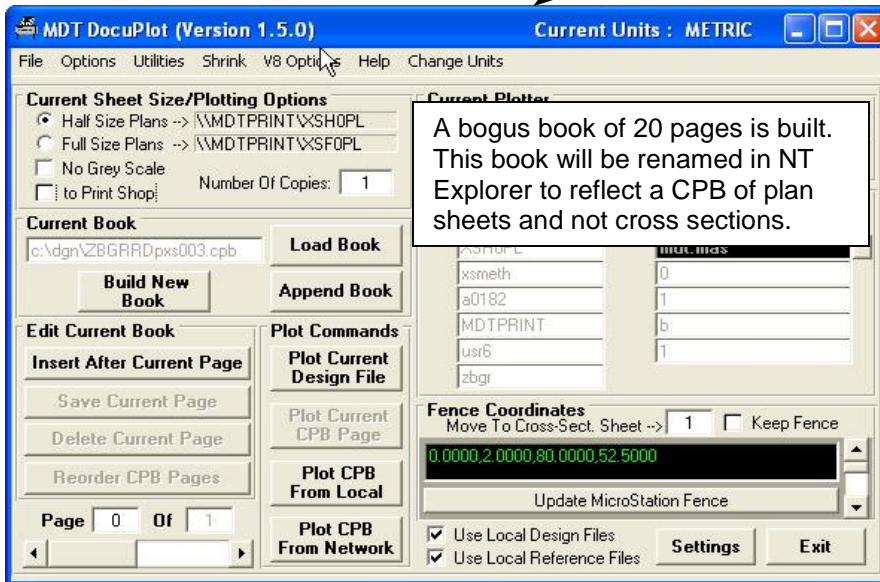 MDT DocuPlot (Version 1.5.0) Current Units : METRIC
File Options Utilities Shrink V8 Options Help Change Units
Current Sheet Size/Plotting Options
Half Size Plans --> \\MDTPRINT\XSH0PL
Full Size Plans --> \\MDTPRINT\XSF0PL
No Grey Scale
to Print Shop
Number Of Copies: 1
Current Plotter
A bogus book of 20 pages is built.
This book will be renamed in NT
Explorer to reflect a CPB of plan
sheets and not cross sections.
Current Book
c:\dgn\ZBGRRDpxs003.cpb
Load Book
Build New
Book
Append Book
XSH0PL mdt.mas
xsmeth 0
a0182 1
MDTPRINT b
usr6 1
zbgr
Edit Current Book
Insert After Current Page
Save Current Page
Delete Current Page
Reorder CPB Pages
Page 0 Of 1
Plot Commands
Plot Current
Design File
Plot Current
CPB Page
Plot CPB
From Local
Plot CPB
From Network
Fence Coordinates
Move To Cross-Sect. Sheet --> 1 Keep Fence
0.0000,2.0000,80.0000,52.5000
Update MicroStation Fence
Use Local Design Files
Use Local Reference Files
Settings
Exit